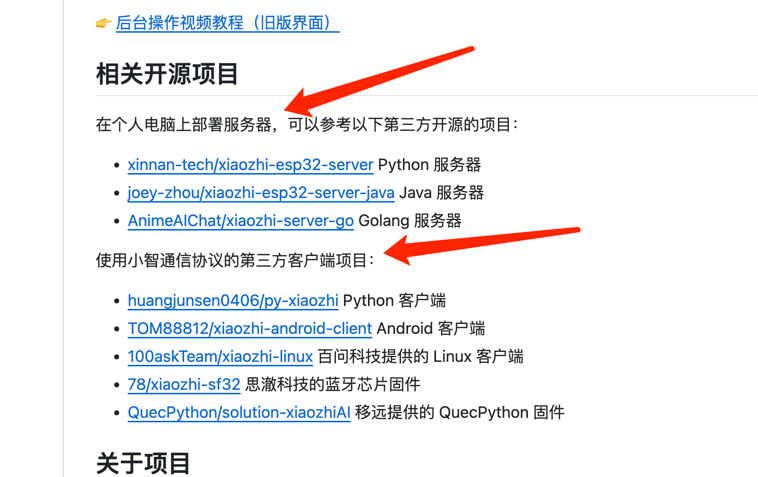 👉 后台操作视频教程（旧版界面）
相关开源项目
在个人电脑上部署服务器，可以参考以下第三方开源的项目：
• xinnan-tech/xiaozhi-esp32-server Python 服务器
• joey-zhou/xiaozhi-esp32-server-java Java 服务器
• AnimeAIChat/xiaozhi-server-go Golang 服务器
使用小智通信协议的第三方客户端项目：
• huangjunsen0406/py-xiaozhi Python 客户端
• TOM88812/xiaozhi-android-client Android 客户端
• 100askTeam/xiaozhi-linux 百问科技提供的 Linux 客户端
• 78/xiaozhi-sf32 思澈科技的蓝牙芯片固件
• QuecPython/solution-xiaozhiAI 移远提供的 QuecPython 固件
关于项目